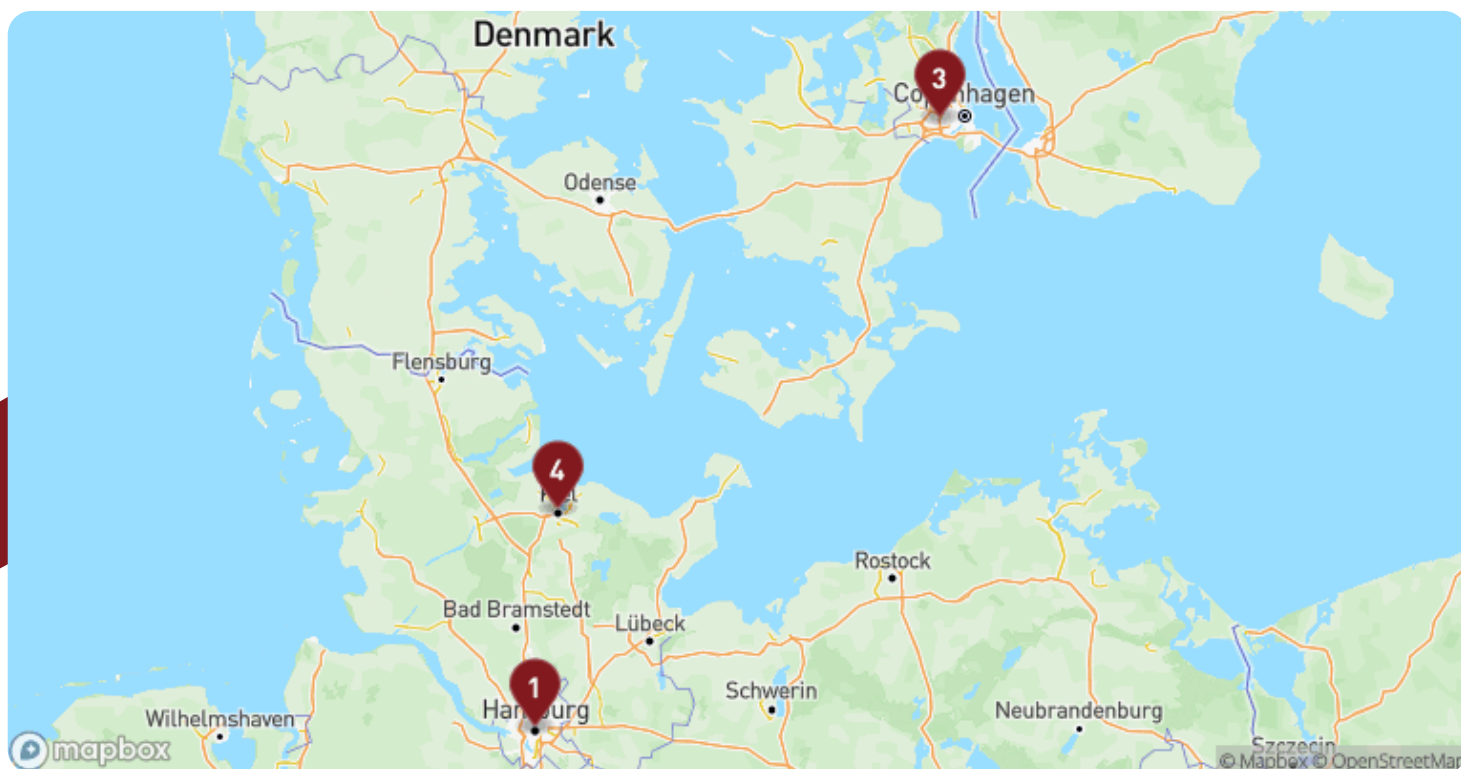 Denmark
3
Copenhagen
Odense
Flensburg
4
Kiel
Rostock
Bad Bramstedt
Lübeck
1
Hamburg
Schwerin
Wilhelmshaven
Neubrandenburg
Szczecin
mapbox
© Mapbox © OpenStreetMap